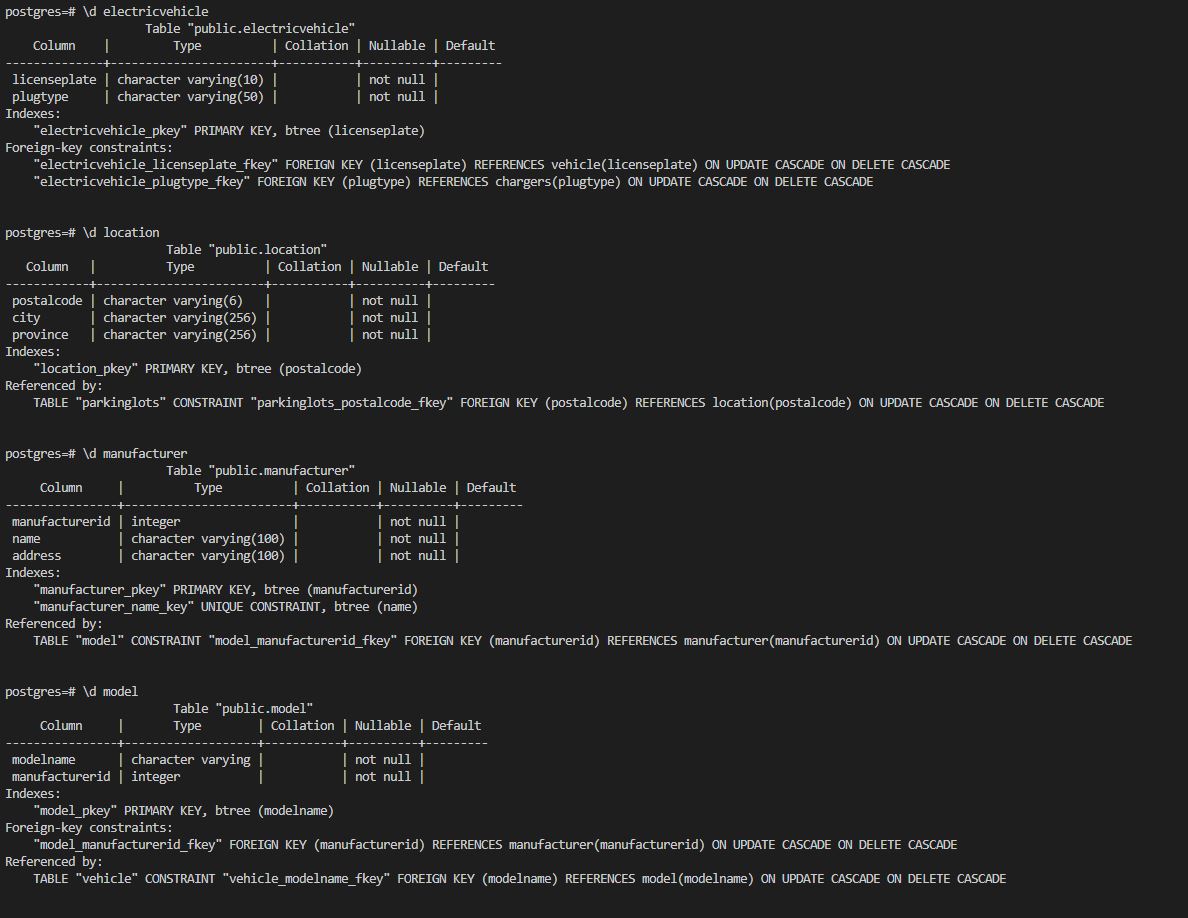 postgres=# \d electricvehicle
                    Table "public.electricvehicle"
    Column    |         Type          | Collation | Nullable | Default
--------------+-----------------------+-----------+----------+---------
 licenseplate | character varying(10) |           | not null |
 plugtype     | character varying(50) |           | not null |
Indexes:
    "electricvehicle_pkey" PRIMARY KEY, btree (licenseplate)
Foreign-key constraints:
    "electricvehicle_licenseplate_fkey" FOREIGN KEY (licenseplate) REFERENCES vehicle(licenseplate) ON UPDATE CASCADE ON DELETE CASCADE
    "electricvehicle_plugtype_fkey" FOREIGN KEY (plugtype) REFERENCES chargers(plugtype) ON UPDATE CASCADE ON DELETE CASCADE
postgres=# \d location
                       Table "public.location"
   Column   |          Type          | Collation | Nullable | Default
------------+------------------------+-----------+----------+---------
 postalcode | character varying(6)   |           | not null |
 city       | character varying(256) |           | not null |
 province   | character varying(256) |           | not null |
Indexes:
    "location_pkey" PRIMARY KEY, btree (postalcode)
Referenced by:
    TABLE "parkinglots" CONSTRAINT "parkinglots_postalcode_fkey" FOREIGN KEY (postalcode) REFERENCES location(postalcode) ON UPDATE CASCADE ON DELETE CASCADE
postgres=# \d manufacturer
                       Table "public.manufacturer"
     Column     |          Type          | Collation | Nullable | Default
----------------+------------------------+-----------+----------+---------
 manufacturerid | integer                |           | not null |
 name           | character varying(100) |           | not null |
 address        | character varying(100) |           | not null |
Indexes:
    "manufacturer_pkey" PRIMARY KEY, btree (manufacturerid)
    "manufacturer_name_key" UNIQUE CONSTRAINT, btree (name)
Referenced by:
    TABLE "model" CONSTRAINT "model_manufacturerid_fkey" FOREIGN KEY (manufacturerid) REFERENCES manufacturer(manufacturerid) ON UPDATE CASCADE ON DELETE CASCADE
postgres=# \d model
                        Table "public.model"
     Column     |       Type        | Collation | Nullable | Default
----------------+-------------------+-----------+----------+---------
 modelname      | character varying |           | not null |
 manufacturerid | integer           |           | not null |
Indexes:
    "model_pkey" PRIMARY KEY, btree (modelname)
Foreign-key constraints:
    "model_manufacturerid_fkey" FOREIGN KEY (manufacturerid) REFERENCES manufacturer(manufacturerid) ON UPDATE CASCADE ON DELETE CASCADE
Referenced by:
    TABLE "vehicle" CONSTRAINT "vehicle_modelname_fkey" FOREIGN KEY (modelname) REFERENCES model(modelname) ON UPDATE CASCADE ON DELETE CASCADE